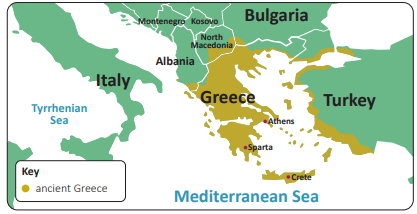 Montenegro
Kosovo
Bulgaria
North
Macedonia
Albania
Italy
Greece
Turkey
Tyrrhenian
Sea
Athens
Sparta
Crete
Key
ancient Greece
Mediterranean Sea